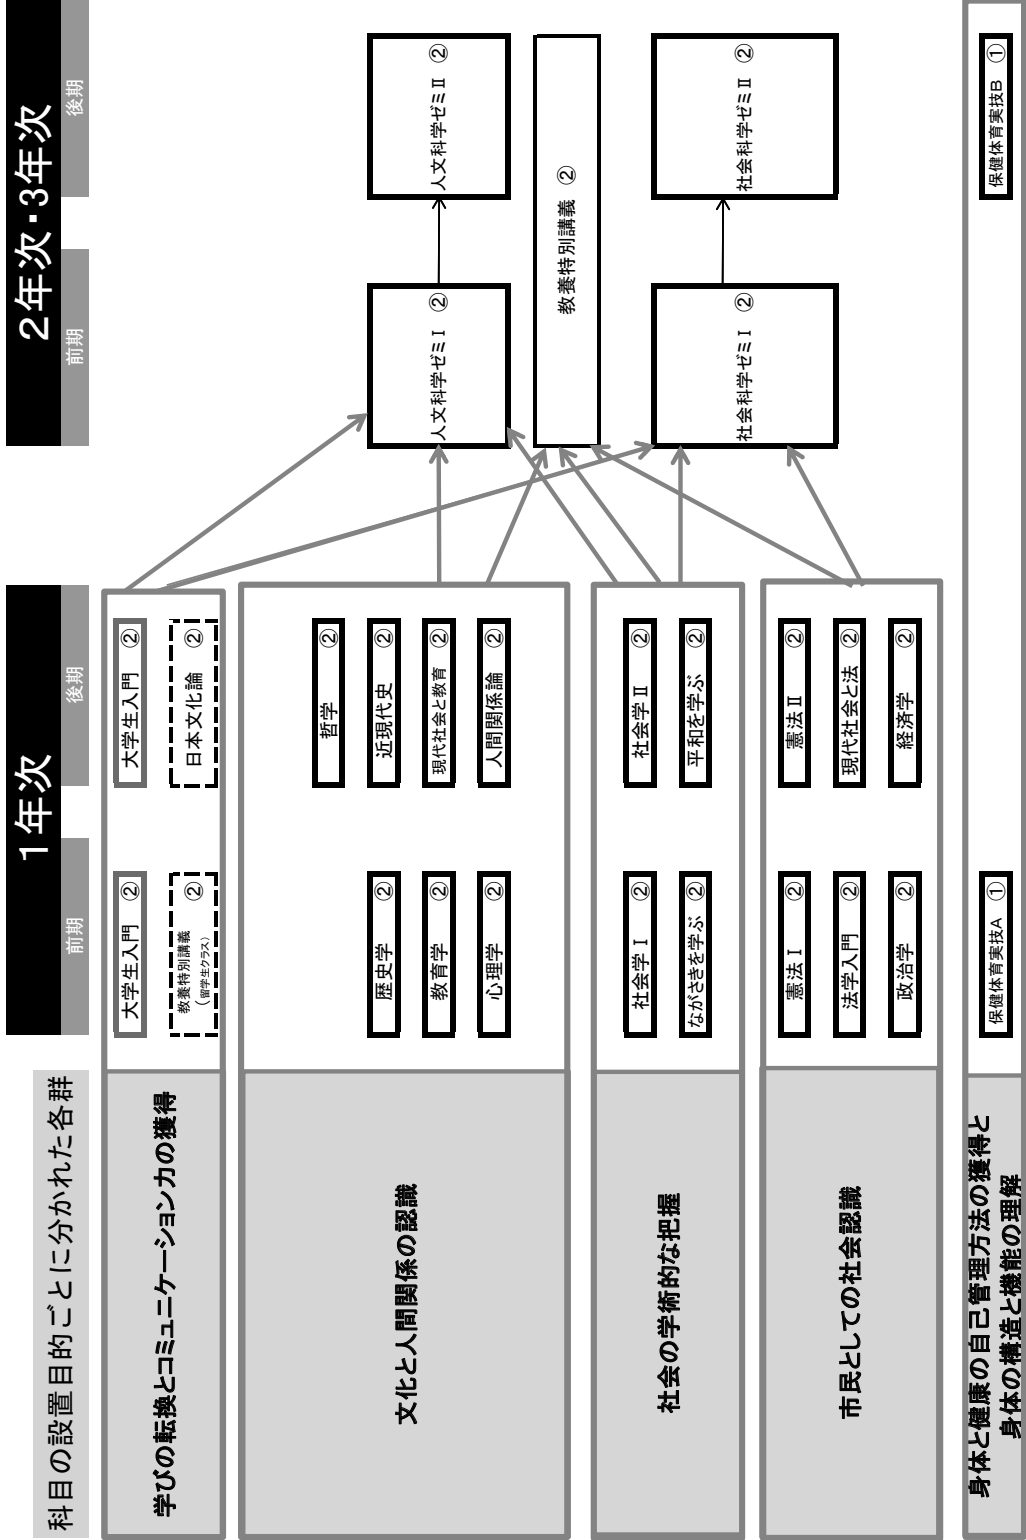 科目の設置目的ごとに分かれた各群
1年次
2年次・3年次
前期
後期
前期
後期
学びの転換とコミュニケーション力の獲得
大学生入門 ②
大学生入門 ②
教養特別講義 ②
（留学生クラス）
日本文化論 ②
文化と人間関係の認識
哲学 ②
歴史学 ②
近現代史 ②
教育学 ②
現代社会と教育 ②
心理学 ②
人間関係論 ②
人文科学ゼミⅠ ②
人文科学ゼミⅡ ②
教養特別講義 ②
社会の学術的な把握
社会学Ⅰ ②
社会学Ⅱ ②
ながさきを学ぶ ②
平和を学ぶ ②
社会科学ゼミⅠ ②
社会科学ゼミⅡ ②
市民としての社会認識
憲法Ⅰ ②
憲法Ⅱ ②
法学入門 ②
現代社会と法 ②
政治学 ②
経済学 ②
身体と健康の自己管理方法の獲得と
身体の構造と機能の理解
保健体育実技A ①
保健体育実技B ①